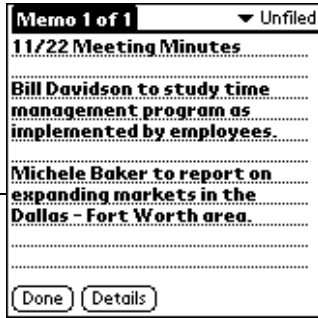 Memo 1 of 1 Unfiled
11/22 Meeting Minutes
Bill Davidson to study time
management program as
implemented by employees.
Michele Baker to report on
expanding markets in the
Dallas - Fort Worth area.
Done Details